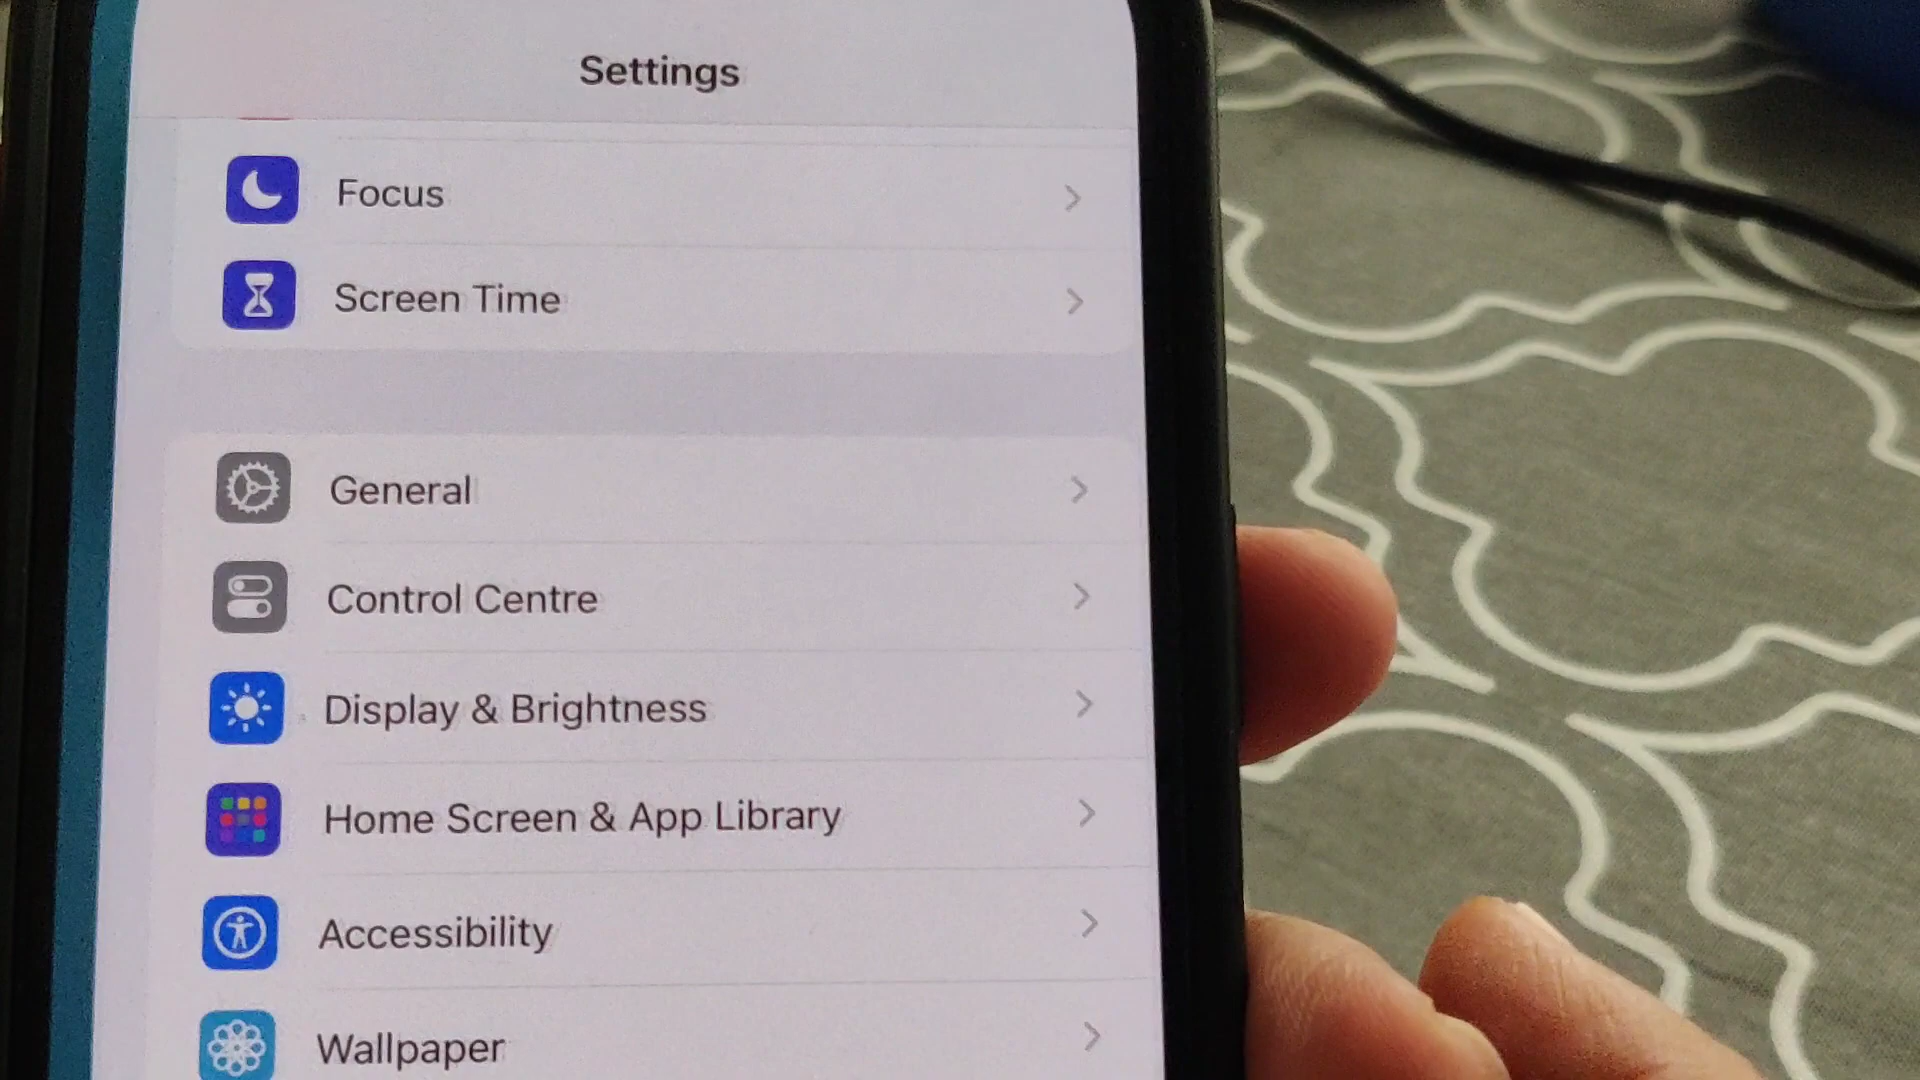 Settings
Focus
Screen Time
General
Control Centre
Display & Brightness
Home Screen & App Library
Accessibility
Wallpaper